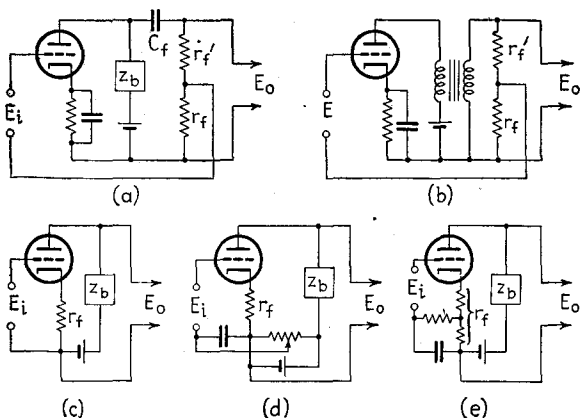 C_f r_f′
z_b
E_i
r_f
E_o
(a)
r_f′
E
r_f
E_o
(b)
E_i
r_f
z_b
E_o
(c)
E_i
r_f
z_b
E_o
(d)
E_i
r_f
z_b
E_o
(e)